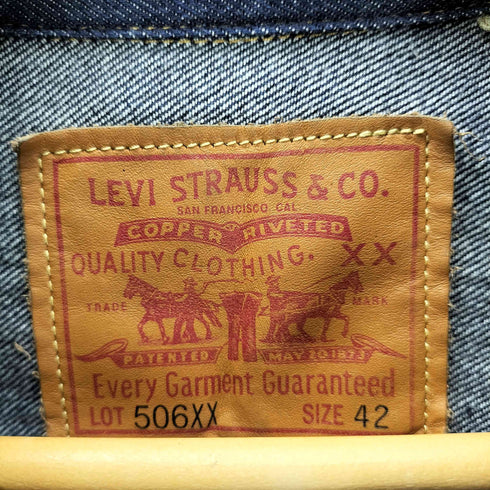 LEVI STRAUSS & CO.
SAN FRANCISCO CAL.
COPPER RIVETED
QUALITY CLOTHING. XX
TRADE MARK
PATENTED MAY 20 1873
Every Garment Guaranteed
LOT 506XX SIZE 42